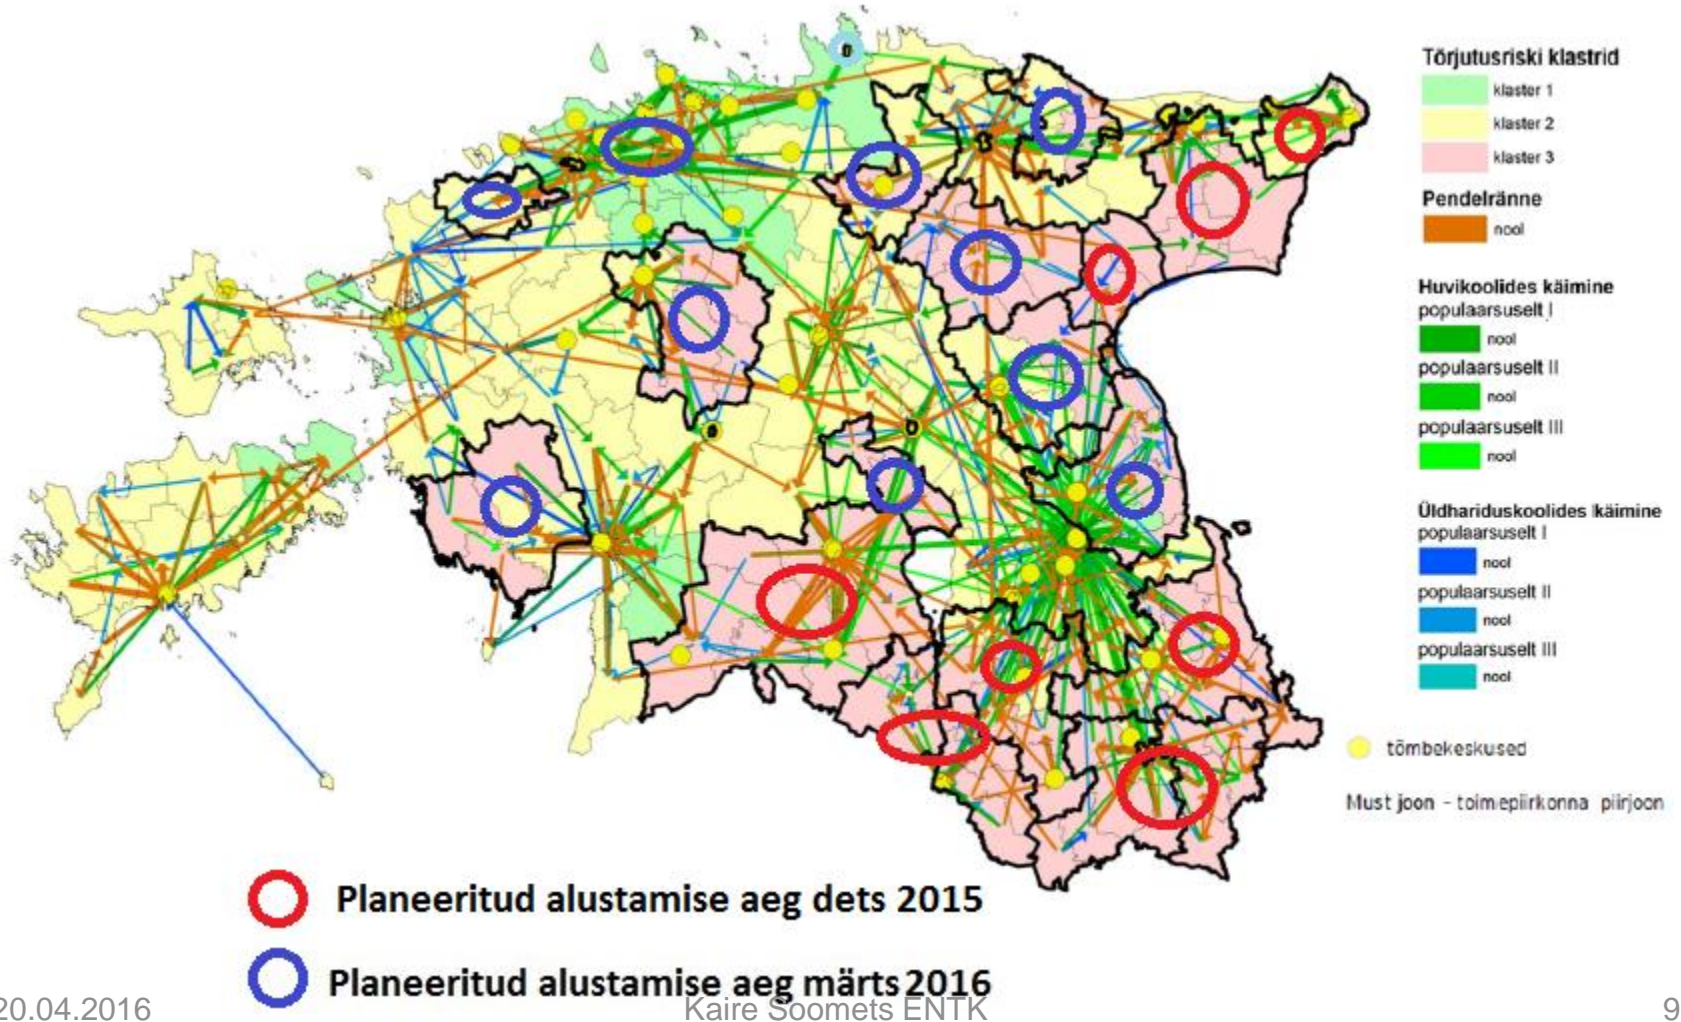 Tõrjutusriski klastrid
klaster 1
klaster 2
klaster 3
Pendelränne
nool
Huvikoolides käimine
populaarsuselt I
nool
populaarsuselt II
nool
populaarsuselt III
nool
Üldhariduskoolides käimine
populaarsuselt I
nool
populaarsuselt II
nool
populaarsuselt III
nool
tõmbekeskused
Must joon - toimepiirkonna piirjoon
Planeeritud alustamise aeg dets 2015
Planeeritud alustamise aeg märts 2016
20.04.2016
Kaire Soomets ENTK
9